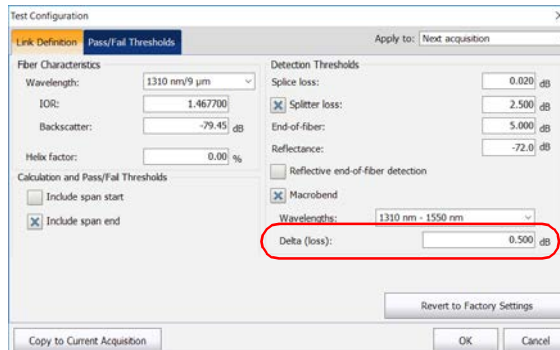 Test Configuration
Link Definition Pass/Fail Thresholds Apply to: Next acquisition
Fiber Characteristics
Wavelength: 1310 nm/9 µm
IOR: 1.467700
Backscatter: -79.45 dB
Helix factor: 0.00 %
Calculation and Pass/Fail Thresholds
Include span start
Include span end
Detection Thresholds
Splice loss: 0.020 dB
Splitter loss: 2.500 dB
End-of-fiber: 5.000 dB
Reflectance: -72.0 dB
Reflective end-of-fiber detection
Macrobend
Wavelengths: 1310 nm - 1550 nm
Delta (loss): 0.500 dB
Revert to Factory Settings
Copy to Current Acquisition OK Cancel